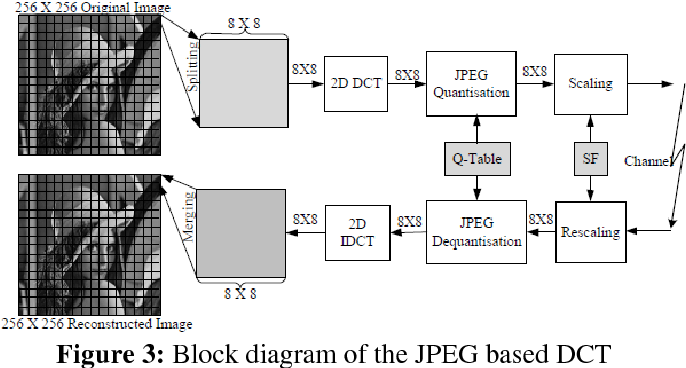 256 X 256 Original Image
8 X 8
Splitting
8X8
2D DCT
8X8
JPEG
Quantisation
8X8
Scaling
Q-Table
SF
Channel
Merging
8X8
2D
IDCT
8X8
JPEG
Dequantisation
8X8
Rescaling
8 X 8
256 X 256 Reconstructed Image
Figure 3: Block diagram of the JPEG based DCT